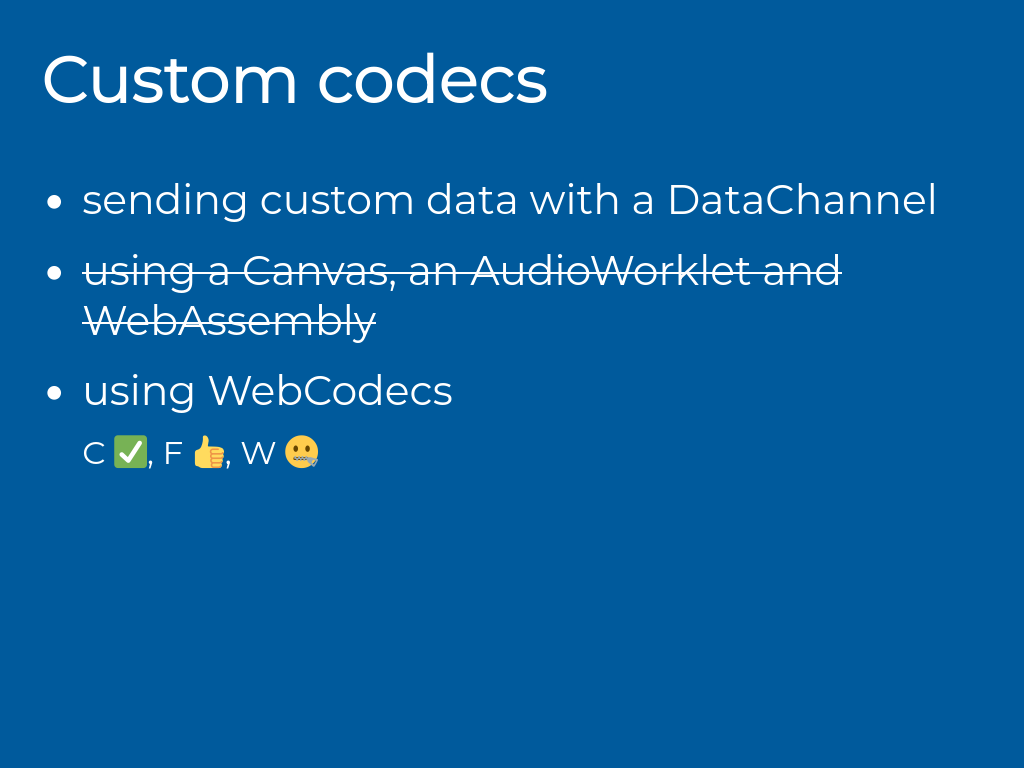 Custom codecs
• sending custom data with a DataChannel
• ~~using a Canvas, an AudioWorklet and~~
~~WebAssembly~~
• using WebCodecs
C ✅, F 👍, W 🤐